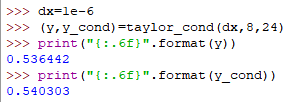 >>> dx=1e-6
>>> (y,y_cond)=taylor_cond(dx,8,24)
>>> print("{:.6f}".format(y))
0.536442
>>> print("{:.6f}".format(y_cond))
0.540303